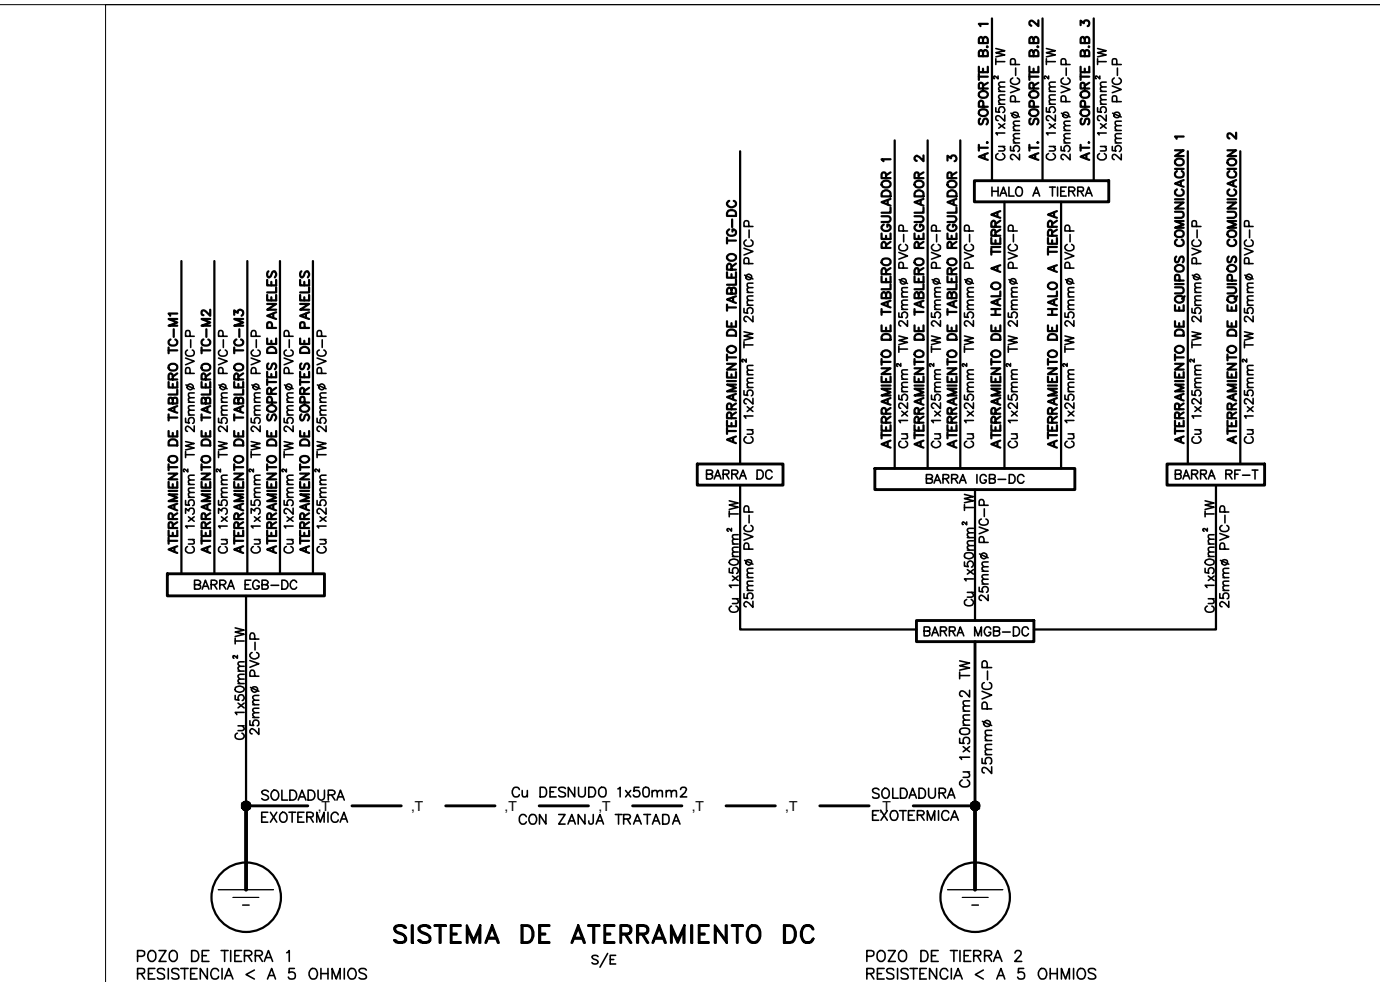 AT. SOPORTE B.B 1
Cu 1x25mm² TW
25mmø PVC-P
AT. SOPORTE B.B 2
Cu 1x25mm² TW
25mmø PVC-P
AT. SOPORTE B.B 3
Cu 1x25mm² TW
25mmø PVC-P
HALO A TIERRA
ATERRAMIENTO DE TABLERO TC-M1
Cu 1x35mm² TW 25mmø PVC-P
ATERRAMIENTO DE TABLERO TC-M2
Cu 1x35mm² TW 25mmø PVC-P
ATERRAMIENTO DE TABLERO TC-M3
Cu 1x35mm² TW 25mmø PVC-P
ATERRAMIENTO DE SOPRTES DE PANELES
Cu 1x25mm² TW 25mmø PVC-P
ATERRAMIENTO DE SOPRTES DE PANELES
Cu 1x25mm² TW 25mmø PVC-P
ATERRAMIENTO DE TABLERO TG-DC
Cu 1x25mm² TW 25mmø PVC-P
ATERRAMIENTO DE TABLERO REGULADOR 1
Cu 1x25mm² TW 25mmø PVC-P
ATERRAMIENTO DE TABLERO REGULADOR 2
Cu 1x25mm² TW 25mmø PVC-P
ATERRAMIENTO DE TABLERO REGULADOR 3
Cu 1x25mm² TW 25mmø PVC-P
ATERRAMIENTO DE HALO A TIERRA
Cu 1x25mm² TW 25mmø PVC-P
ATERRAMIENTO DE HALO A TIERRA
Cu 1x25mm² TW 25mmø PVC-P
ATERRAMIENTO DE EQUIPOS COMUNICACION 1
Cu 1x25mm² TW 25mmø PVC-P
ATERRAMIENTO DE EQUIPOS COMUNICACION 2
Cu 1x25mm² TW 25mmø PVC-P
BARRA DC
BARRA IGB-DC
BARRA RF-T
BARRA EGB-DC
Cu 1x50mm² TW
25mmø PVC-P
Cu 1x50mm² TW
25mmø PVC-P
Cu 1x50mm² TW
25mmø PVC-P
BARRA MGB-DC
Cu 1x50mm² TW
25mmø PVC-P
Cu 1x50mm2 TW
25mmø PVC-P
SOLDADURA
EXOTERMICA
Cu DESNUDO 1x50mm2
CON ZANJA TRATADA
SOLDADURA
EXOTERMICA
,T ,T ,T ,T ,T ,T T
SISTEMA DE ATERRAMIENTO DC
S/E
POZO DE TIERRA 1
RESISTENCIA < A 5 OHMIOS
POZO DE TIERRA 2
RESISTENCIA < A 5 OHMIOS